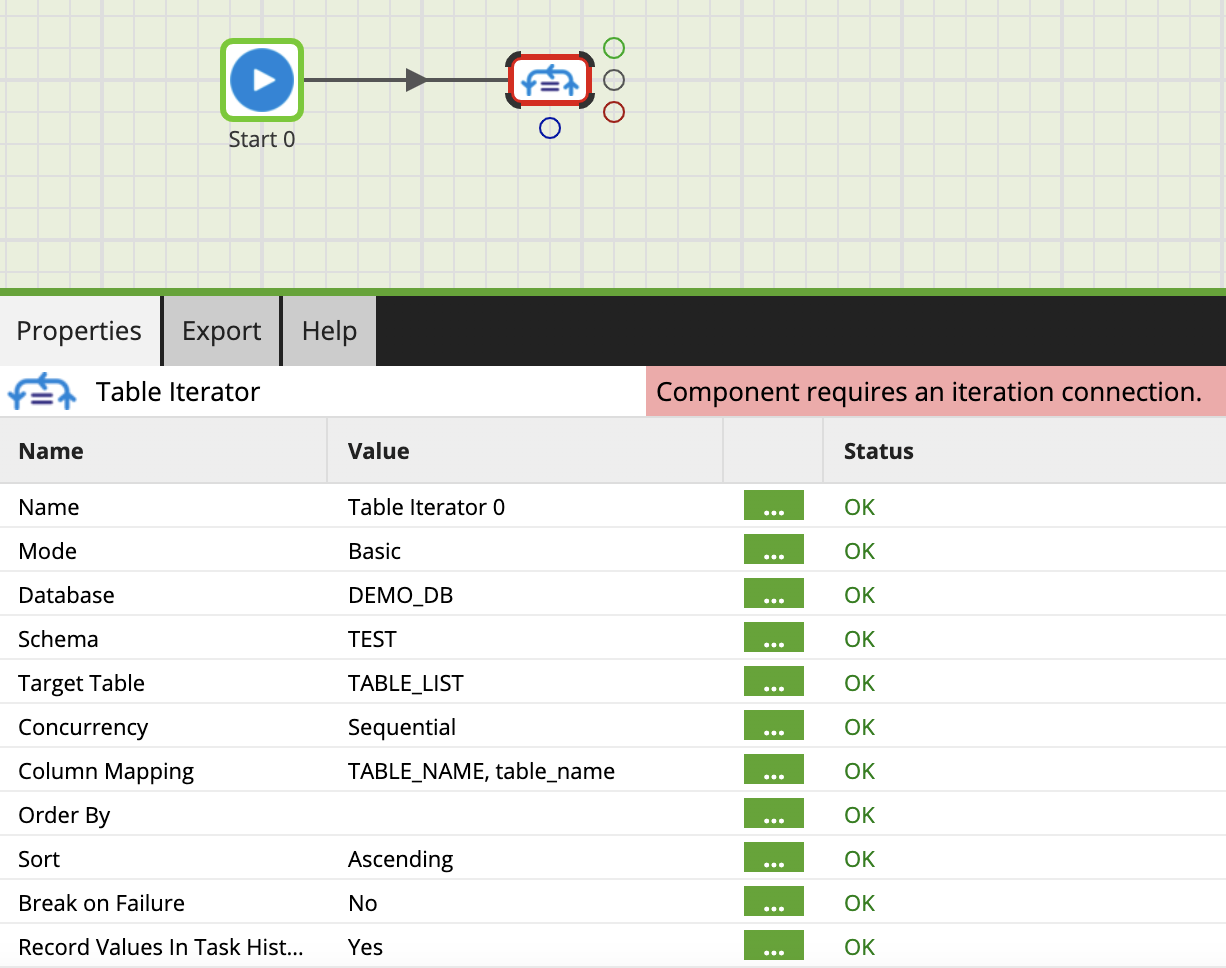 Start 0
Properties Export Help
Table Iterator Component requires an iteration connection.
Name Value Status
Name Table Iterator 0 ... OK
Mode Basic ... OK
Database DEMO_DB ... OK
Schema TEST ... OK
Target Table TABLE_LIST ... OK
Concurrency Sequential ... OK
Column Mapping TABLE_NAME, table_name ... OK
Order By ... OK
Sort Ascending ... OK
Break on Failure No ... OK
Record Values In Task Hist... Yes ... OK